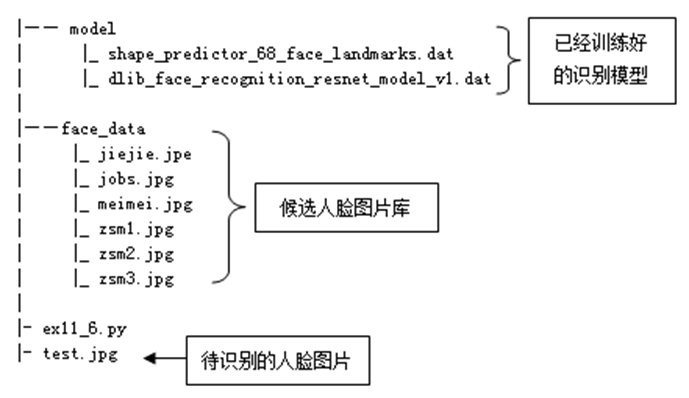 |—— model
|_ shape_predictor_68_face_landmarks.dat
|_ dlib_face_recognition_resnet_model_v1.dat
已经训练好
的识别模型
|——face_data
|_ jiejie.jpe
|_ jobs.jpg
|_ meimei.jpg
|_ zsm1.jpg
|_ zsm2.jpg
|_ zsm3.jpg
候选人脸图片库
|- ex11_6.py
|- test.jpg
待识别的人脸图片